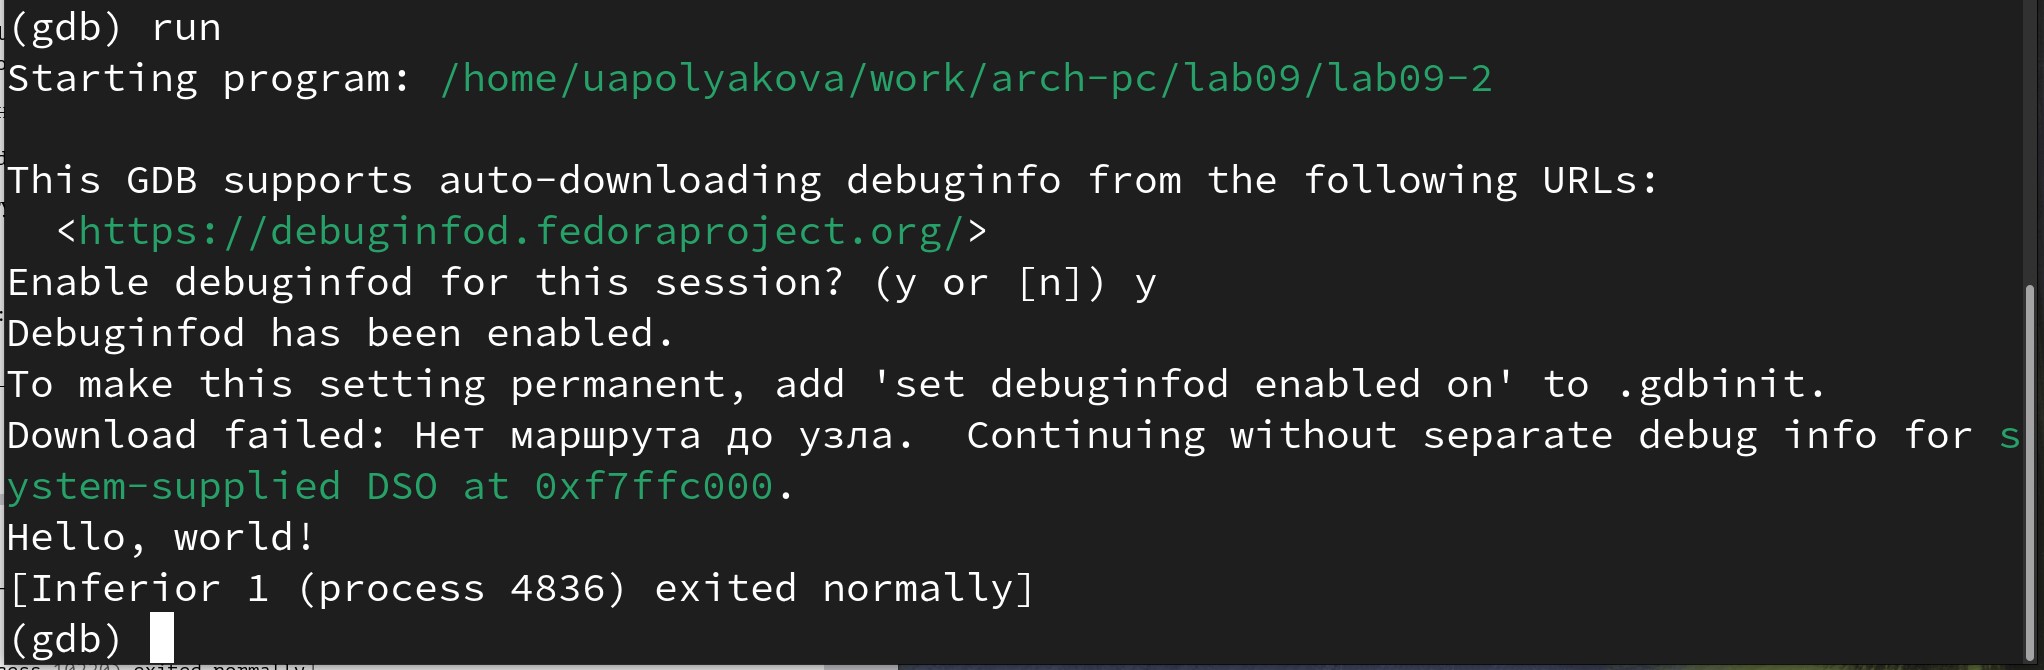 (gdb) run
Starting program: /home/uapolyakova/work/arch-pc/lab09/lab09-2
This GDB supports auto-downloading debuginfo from the following URLs:
<https://debuginfod.fedoraproject.org/>
Enable debuginfod for this session? (y or [n]) y
Debuginfod has been enabled.
To make this setting permanent, add 'set debuginfod enabled on' to .gdbinit.
Download failed: Нет маршрута до узла.  Continuing without separate debug info for s
ystem-supplied DSO at 0xf7ffc000.
Hello, world!
[Inferior 1 (process 4836) exited normally]
(gdb)